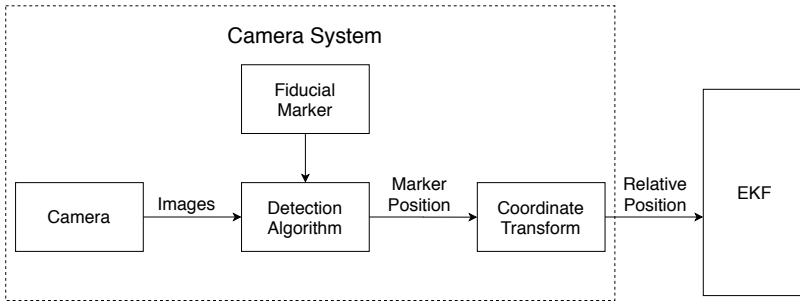 Camera System
Fiducial
Marker
Camera
Images
Detection
Algorithm
Marker
Position
Coordinate
Transform
Relative
Position
EKF